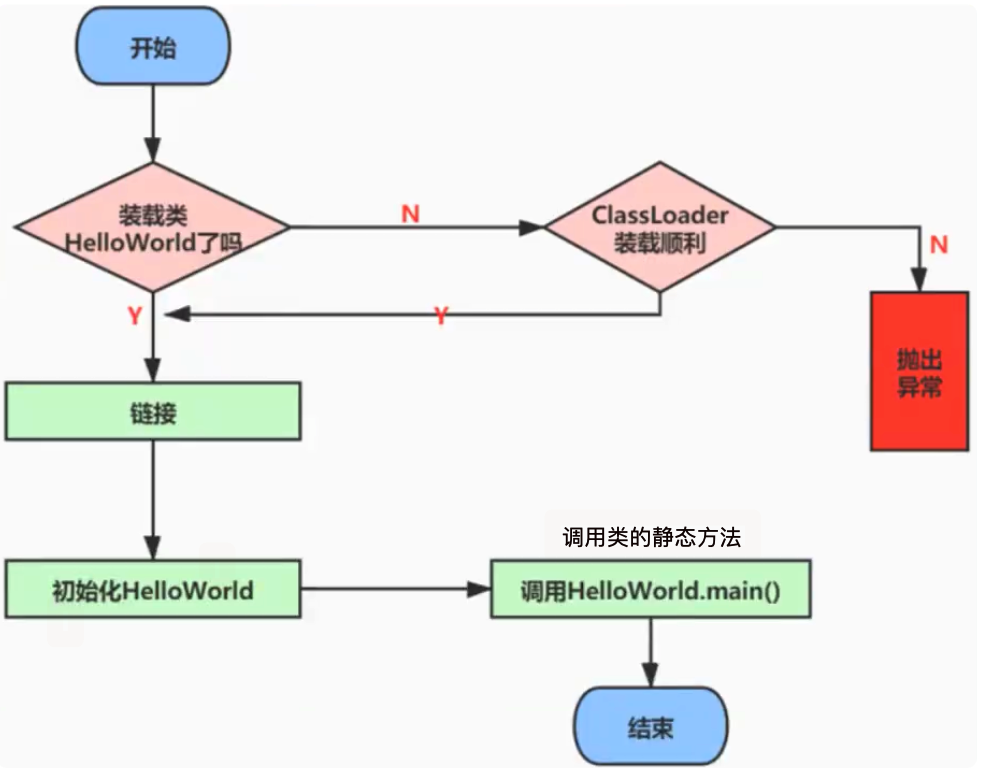 开始
装载类
HelloWorld了吗
N
ClassLoader
装载顺利
N
Y
Y
抛出
异常
链接
调用类的静态方法
初始化HelloWorld
调用HelloWorld.main()
结束